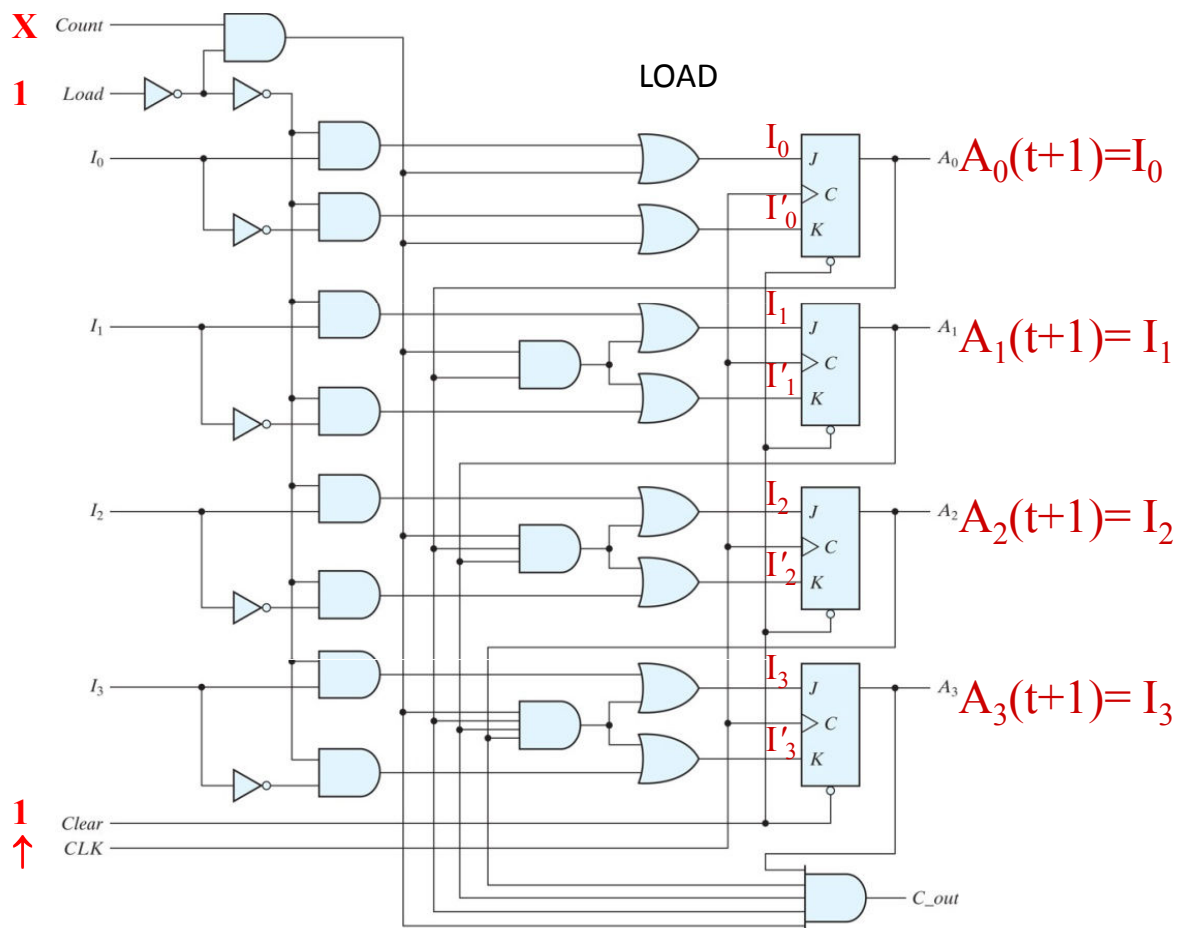 X Count
LOAD
1 Load
I₀ I₀ J A₀ A₀(t+1)=I₀
C
I′₀ K
I₁ I₁ J A₁ A₁(t+1)= I₁
C
I′₁ K
I₂ I₂ J A₂ A₂(t+1)= I₂
C
I′₂ K
I₃ I₃ J A₃ A₃(t+1)= I₃
C
I′₃ K
1 Clear
↑ CLK
C_out